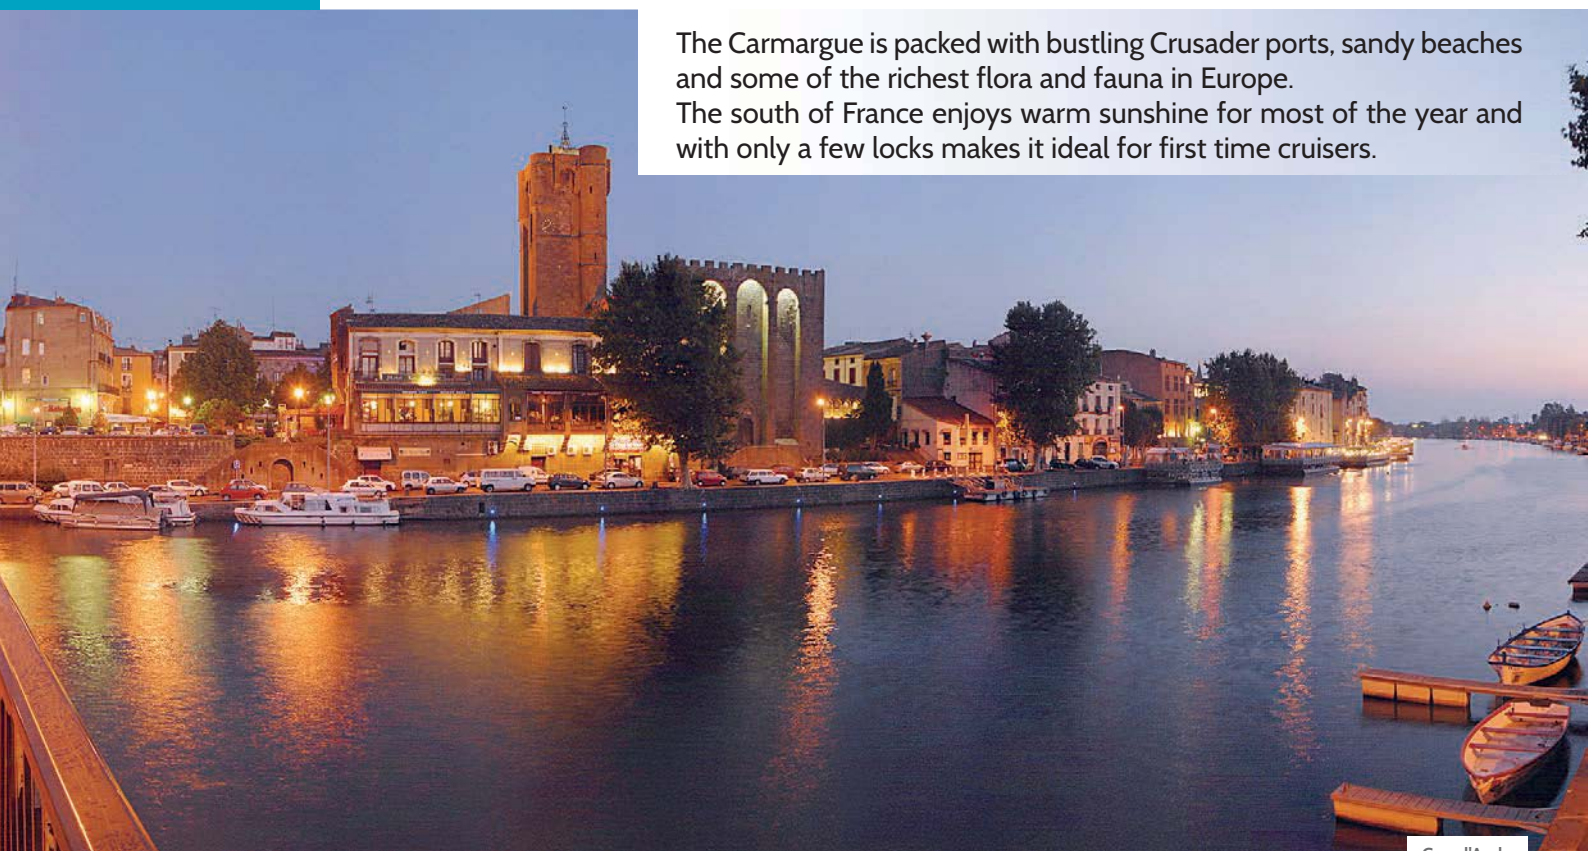 The Carmargue is packed with bustling Crusader ports, sandy beaches
and some of the richest flora and fauna in Europe.
The south of France enjoys warm sunshine for most of the year and
with only a few locks makes it ideal for first time cruisers.